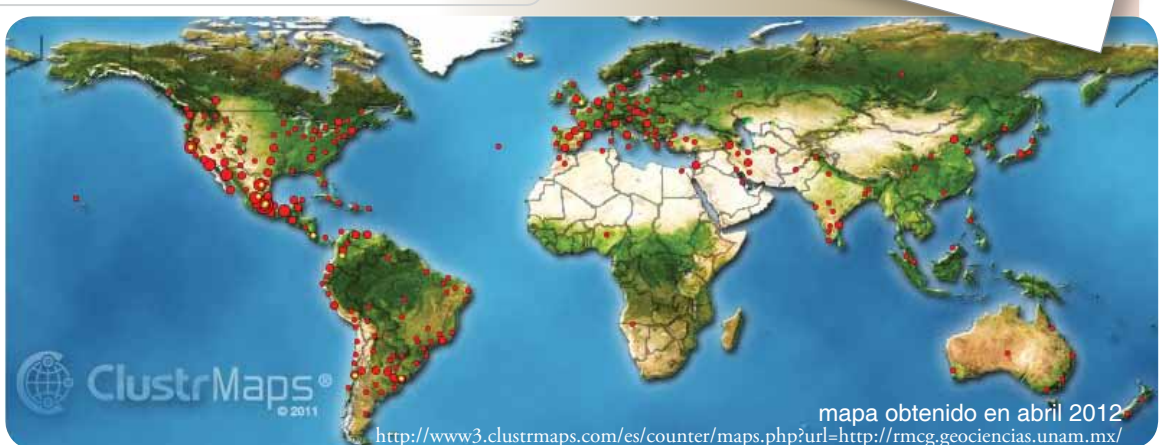 ClustrMaps®
© 2011
mapa obtenido en abril 2012
http://www3.clustrmaps.com/es/counter/maps.php?url=http://rmcg.geociencias.unam.mx/